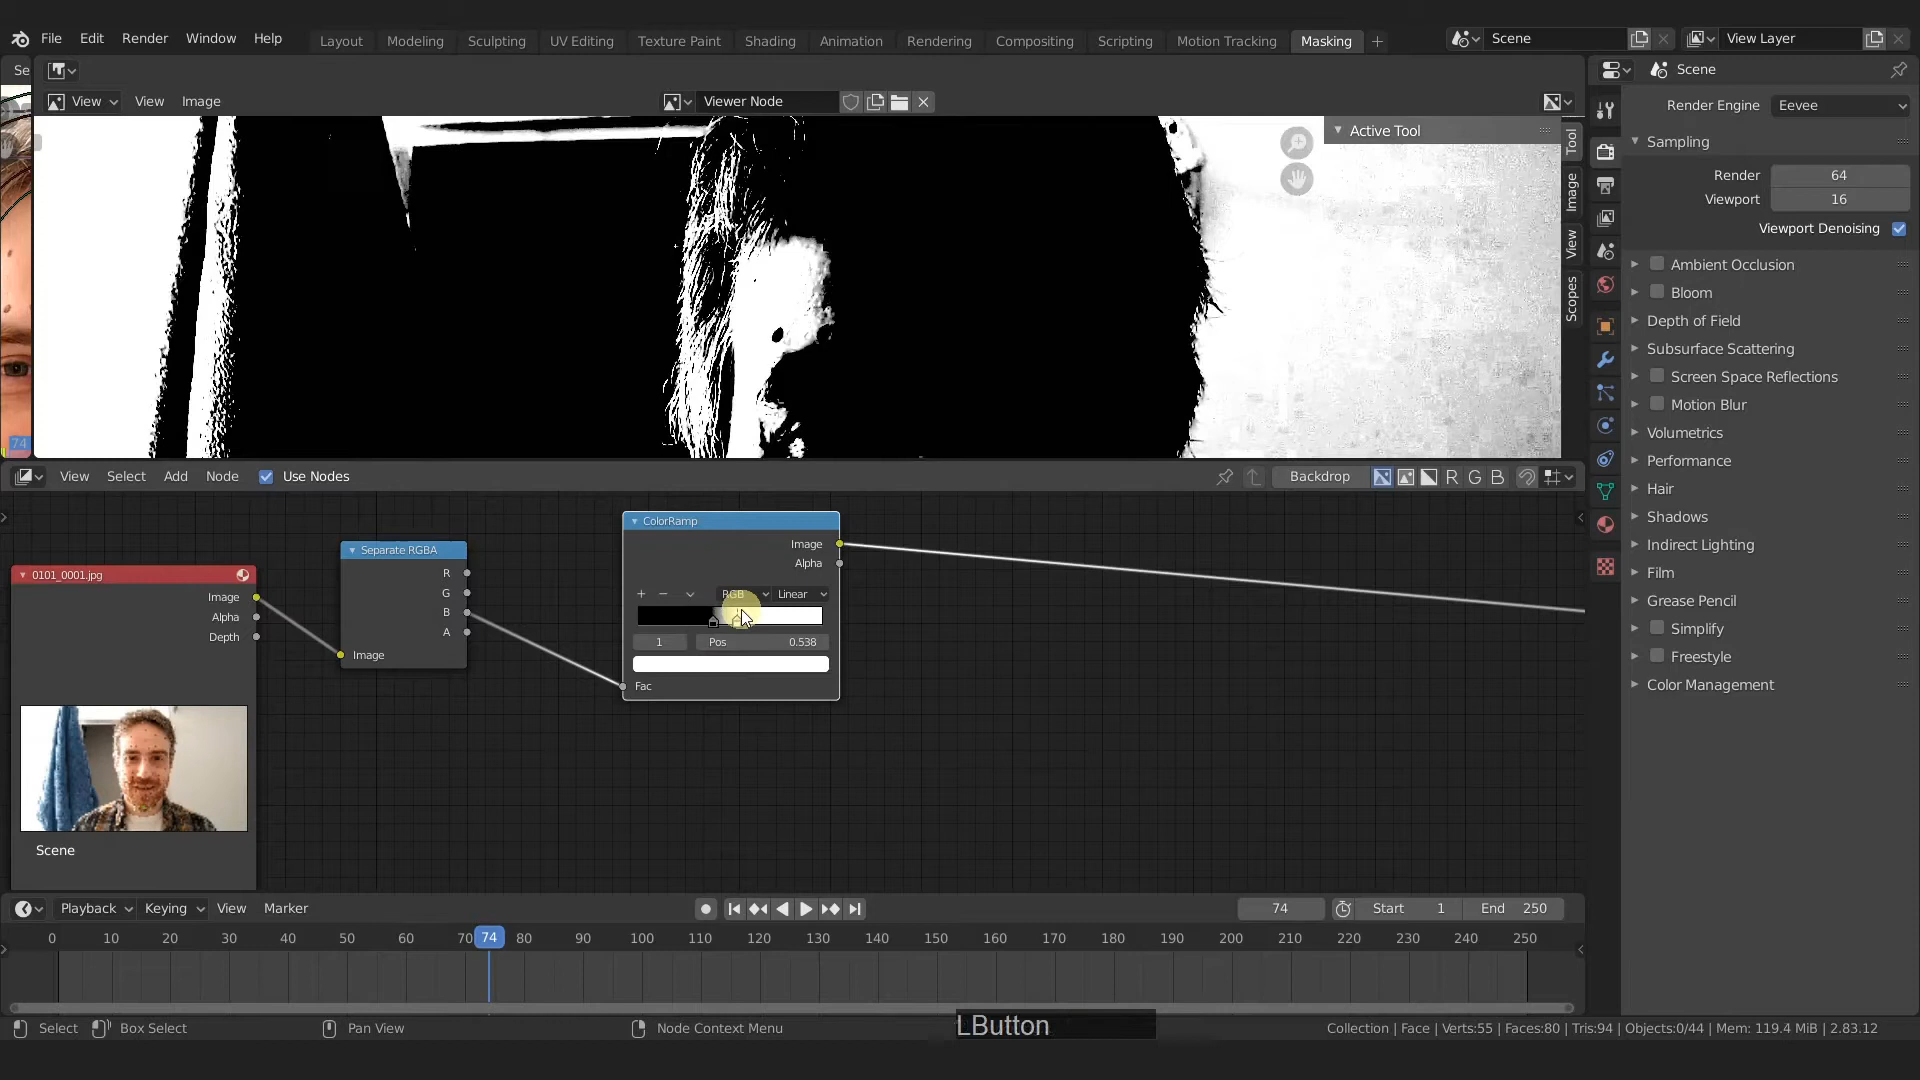 File Edit Render Window Help Layout Modeling Sculpting UV Editing Texture Paint Shading Animation Rendering Compositing Scripting Motion Tracking Masking + Scene View Layer
Se
Scene
View View Image Viewer Node
Render Engine Eevee
Active Tool
Tool
Image
View
Scopes
Sampling
Render 64
Viewport 16
Viewport Denoising
Ambient Occlusion
Bloom
Depth of Field
Subsurface Scattering
Screen Space Reflections
Motion Blur
Volumetrics
Performance
Hair
Shadows
Indirect Lighting
Film
Grease Pencil
Simplify
Freestyle
Color Management
74
View Select Add Node Use Nodes Backdrop R G B
ColorRamp
Image
Alpha
RGB Linear
1 Pos 0.538
Fac
Separate RGBA
R
G
B
A
Image
0101_0001.jpg
Image
Alpha
Depth
Scene
Playback Keying View Marker 74 Start 1 End 250
0 10 20 30 40 50 60 70 74 80 90 100 110 120 130 140 150 160 170 180 190 200 210 220 230 240 250
Select Box Select Pan View Node Context Menu LButton Collection | Face | Verts:55 | Faces:80 | Tris:94 | Objects:0/44 | Mem: 119.4 MiB | 2.83.12